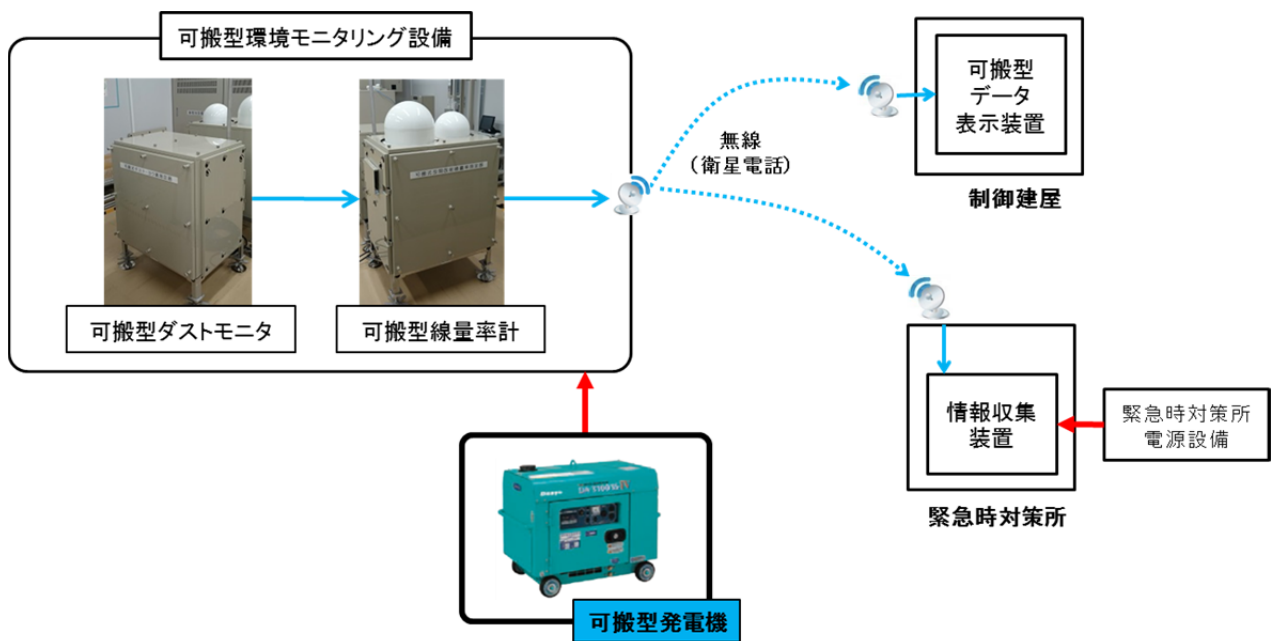 可搬型環境モニタリング設備
可搬型ダストモニタ
可搬型線量率計
無線
（衛星電話）
可搬型
データ
表示装置
制御建屋
情報収集
装置
緊急時対策所
電源設備
緊急時対策所
Denyo
可搬型発電機